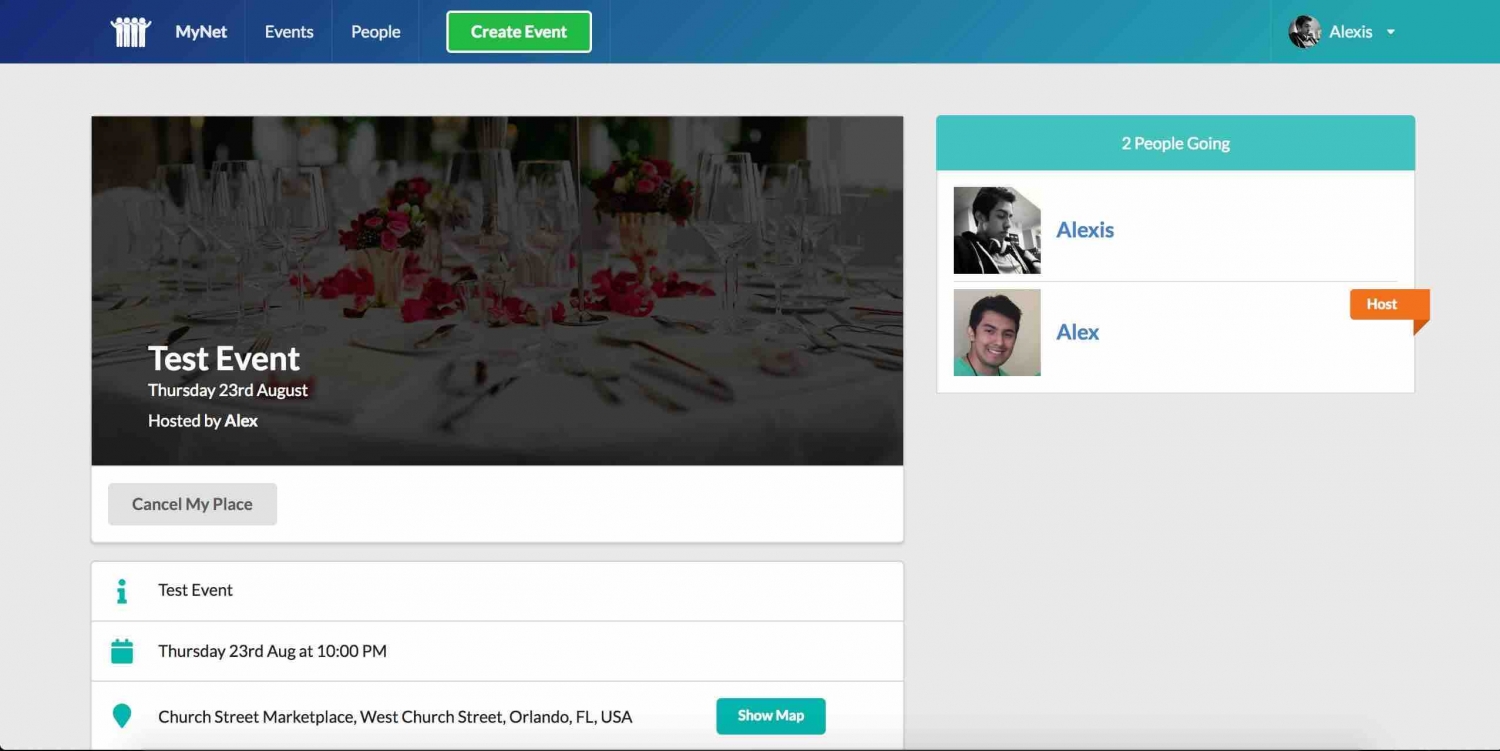 MyNet
Events
People
Create Event
Alexis
Test Event
Thursday 23rd August
Hosted by Alex
Cancel My Place
Test Event
Thursday 23rd Aug at 10:00 PM
Church Street Marketplace, West Church Street, Orlando, FL, USA
Show Map
2 People Going
Alexis
Host
Alex